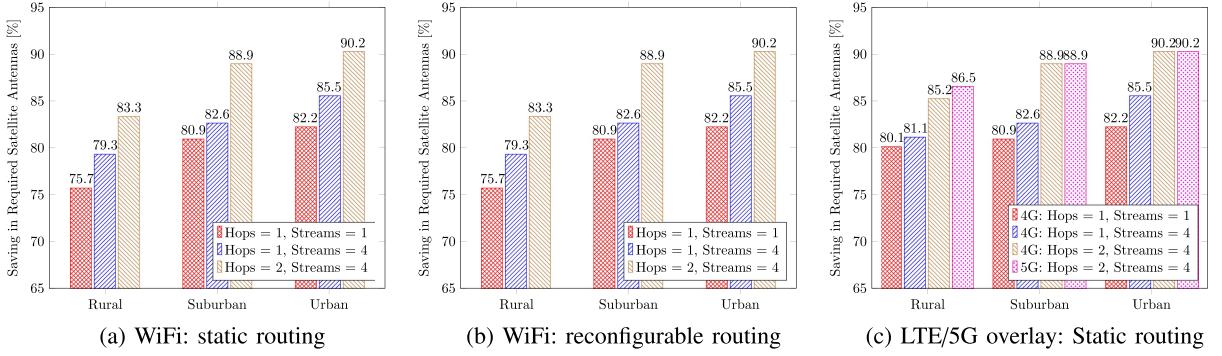 Saving in Required Satellite Antennas [%]
95
90
85
80
75
70
65
75.7
79.3
83.3
80.9
82.6
88.9
82.2
85.5
90.2
Hops = 1, Streams = 1
Hops = 1, Streams = 4
Hops = 2, Streams = 4
Rural Suburban Urban
(a) WiFi: static routing
Saving in Required Satellite Antennas [%]
95
90
85
80
75
70
65
75.7
79.3
83.3
80.9
82.6
88.9
82.2
85.5
90.2
Hops = 1, Streams = 1
Hops = 1, Streams = 4
Hops = 2, Streams = 4
Rural Suburban Urban
(b) WiFi: reconfigurable routing
Saving in Required Satellite Antennas [%]
95
90
85
80
75
70
65
80.1
81.1
85.2
86.5
80.9
82.6
88.9
88.9
82.2
85.5
90.2
90.2
4G: Hops = 1, Streams = 1
4G: Hops = 1, Streams = 4
4G: Hops = 2, Streams = 4
5G: Hops = 2, Streams = 4
Rural Suburban Urban
(c) LTE/5G overlay: Static routing